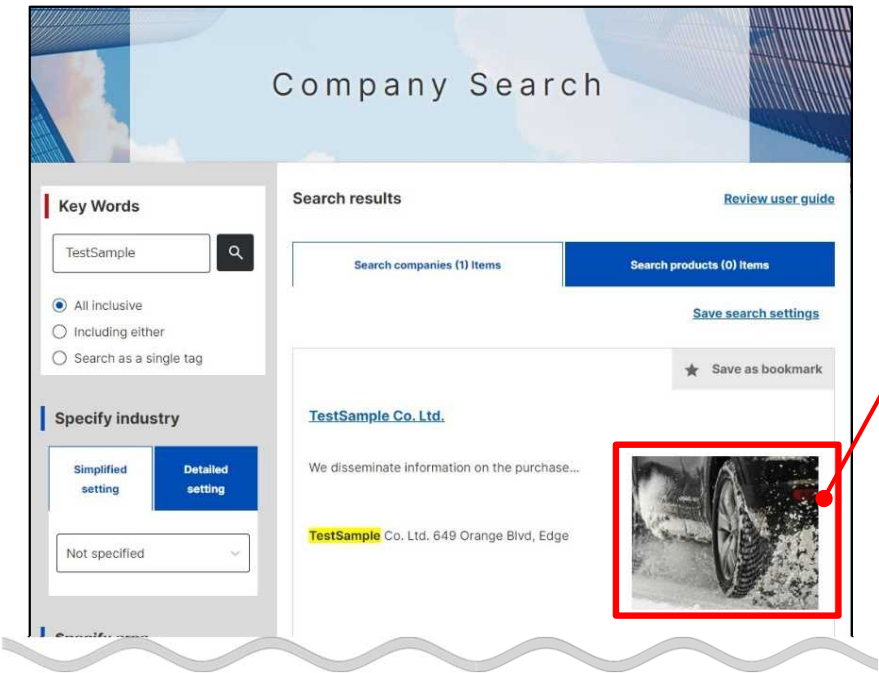 Company Search
Key Words
TestSample
All inclusive
Including either
Search as a single tag
Specify industry
Simplified setting
Detailed setting
Not specified
Search results
Review user guide
Search companies (1) Items
Search products (0) Items
Save search settings
Save as bookmark
TestSample Co. Ltd.
We disseminate information on the purchase...
TestSample Co. Ltd. 649 Orange Blvd, Edge